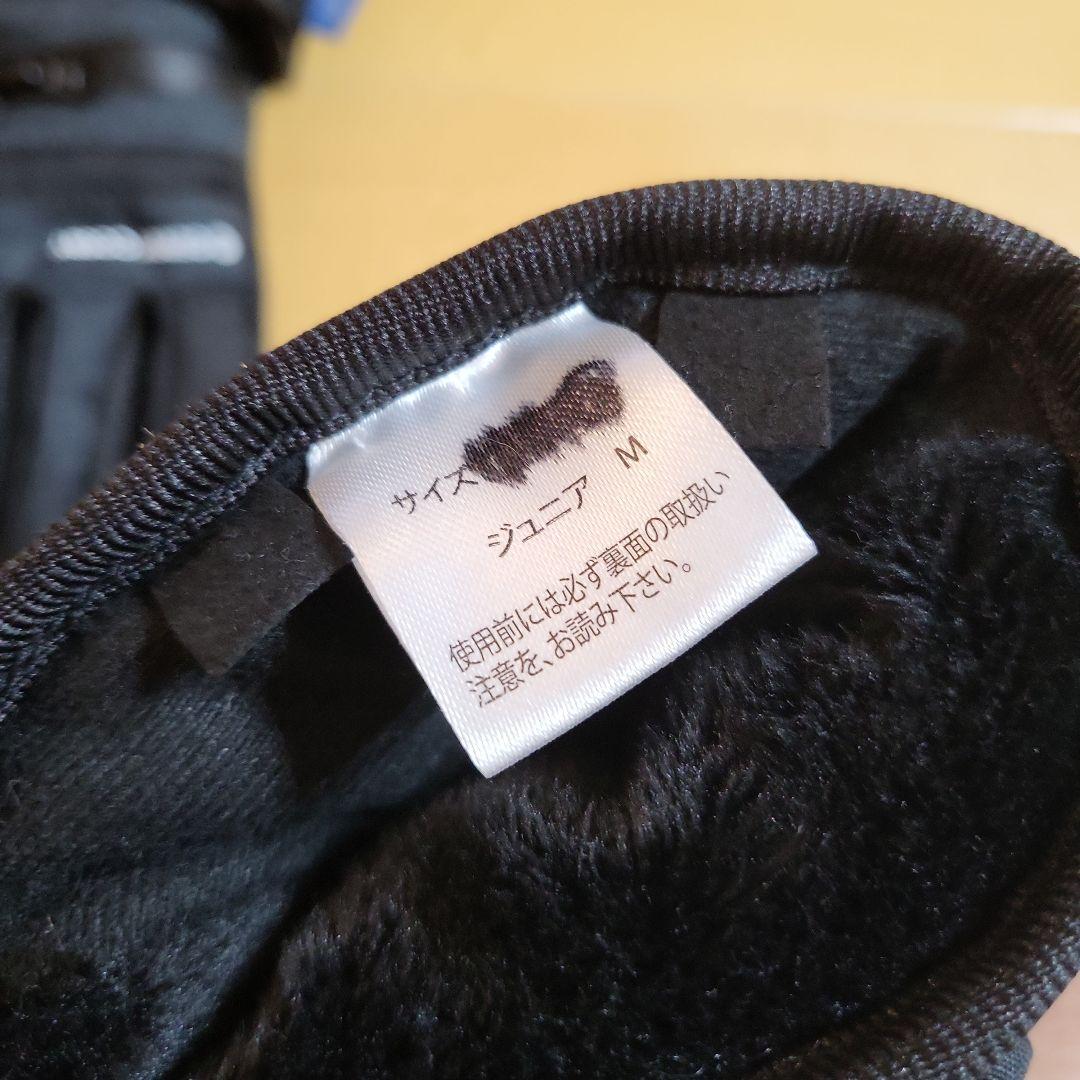 サイズ
ジュニア M
使用前には必ず裏面の取扱い
注意を、お読み下さい。